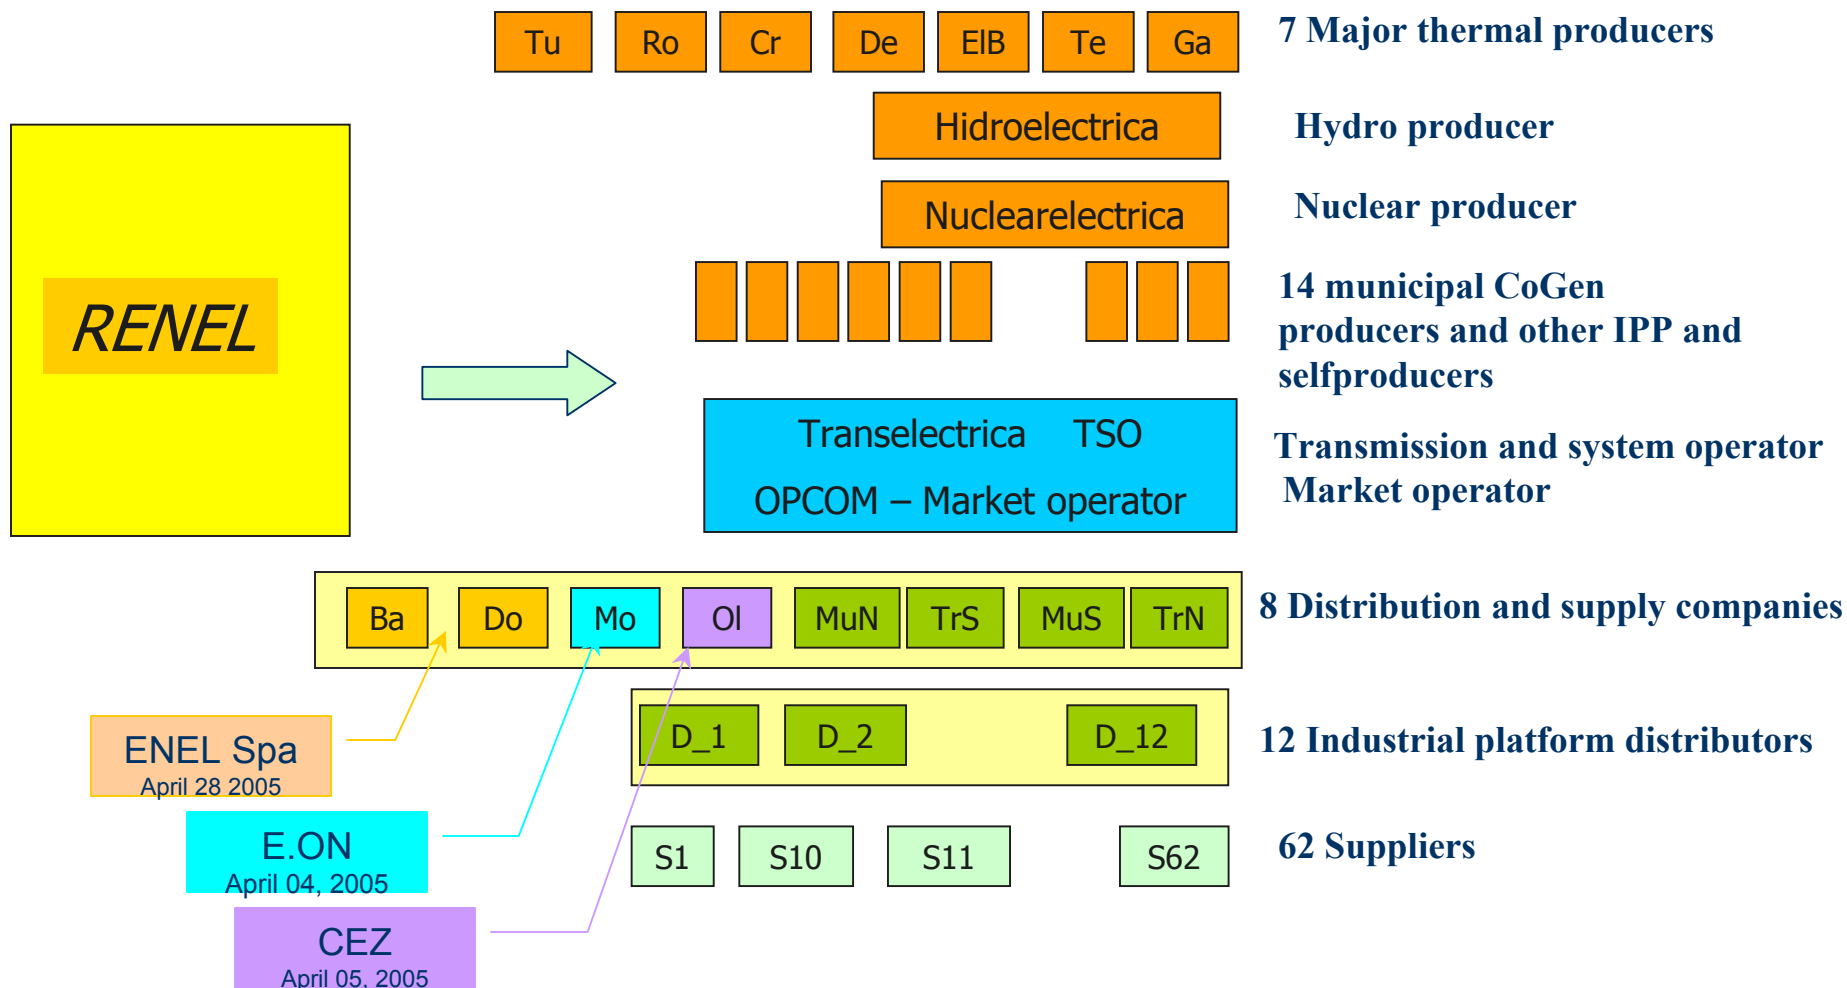 Tu Ro Cr De ElB Te Ga
7 Major thermal producers
Hidroelectrica
Hydro producer
Nuclearelectrica
Nuclear producer
RENEL
14 municipal CoGen
producers and other IPP and
selfproducers
Transelectrica TSO
OPCOM – Market operator
Transmission and system operator
Market operator
Ba Do Mo Ol MuN TrS MuS TrN
8 Distribution and supply companies
D_1 D_2 D_12
12 Industrial platform distributors
ENEL Spa
April 28 2005
E.ON
April 04, 2005
S1 S10 S11 S62
62 Suppliers
CEZ
April 05, 2005